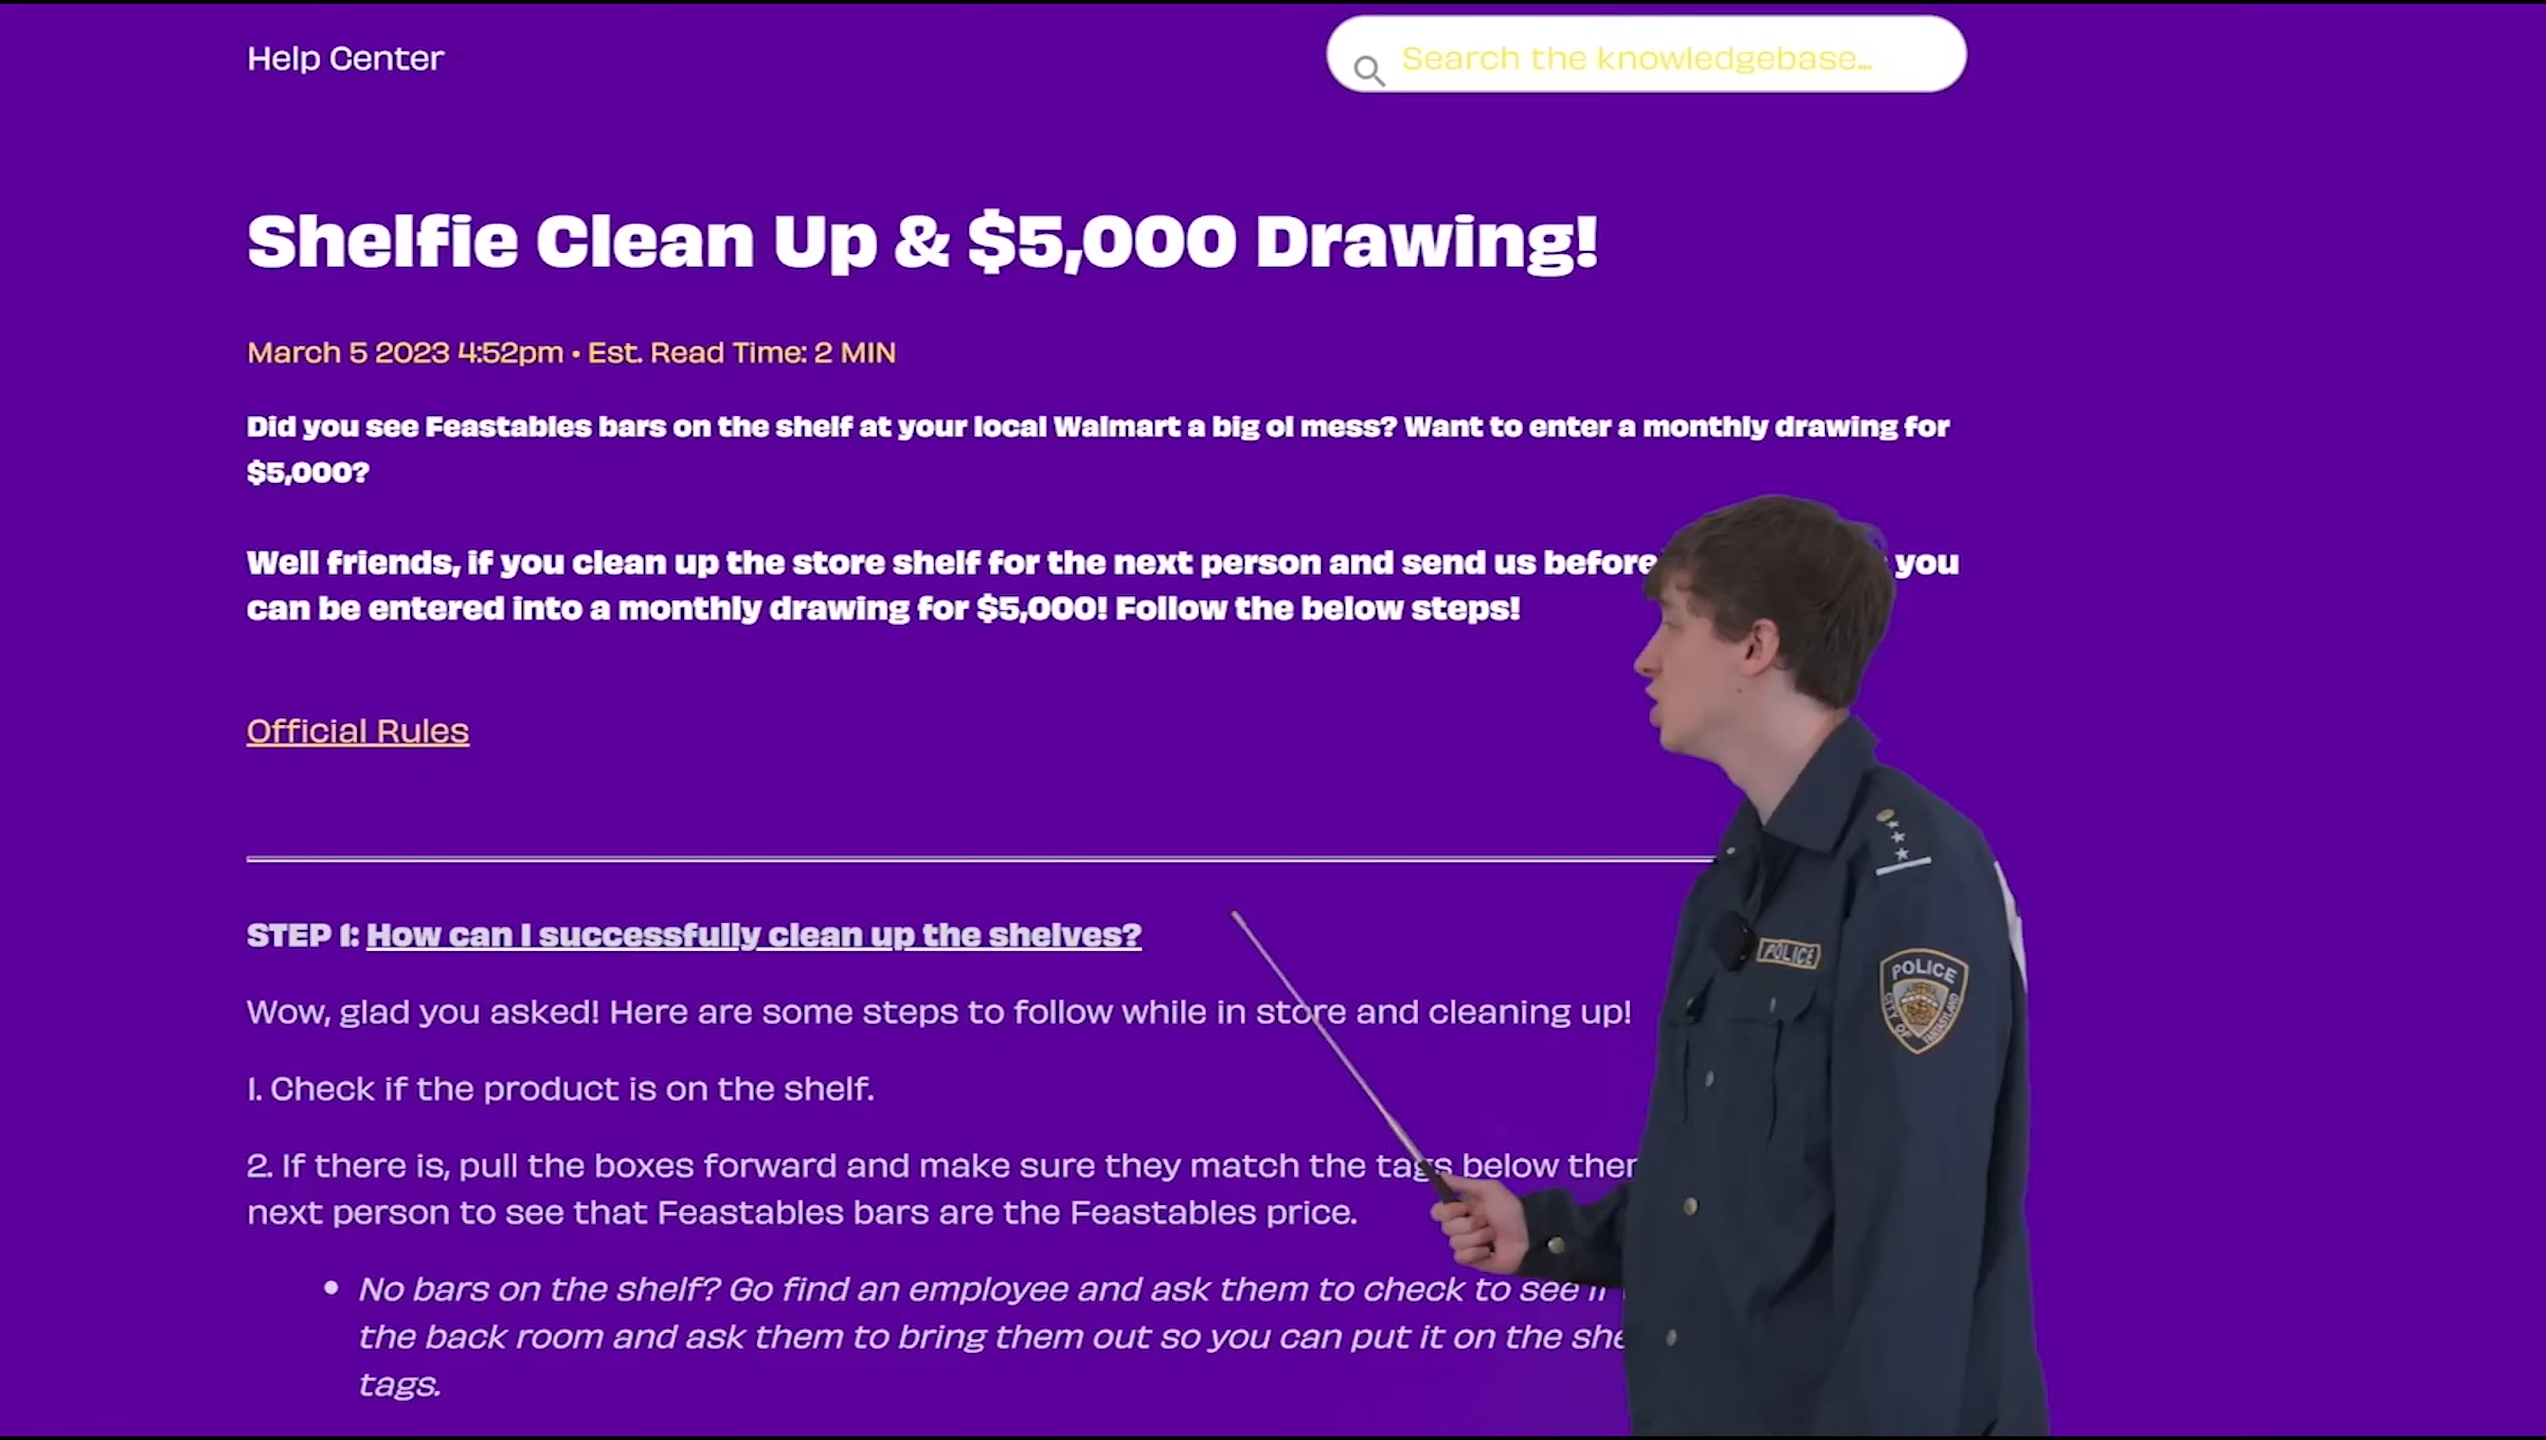 Help Center
Search the knowledgebase...
Shelfie Clean Up & $5,000 Drawing!
March 5 2023 4:52pm • Est. Read Time: 2 MIN
Did you see Feastables bars on the shelf at your local Walmart a big ol mess? Want to enter a monthly drawing for
$5,000?
Well friends, if you clean up the store shelf for the next person and send us before you
can be entered into a monthly drawing for $5,000! Follow the below steps!
Official Rules
STEP 1: How can I successfully clean up the shelves?
Wow, glad you asked! Here are some steps to follow while in store and cleaning up!
1. Check if the product is on the shelf.
2. If there is, pull the boxes forward and make sure they match the tags below
next person to see that Feastables bars are the Feastables price.
• No bars on the shelf? Go find an employee and ask them to check to see
the back room and ask them to bring them out so you can put it on the
tags.
POLICE
POLICE
CITY OF